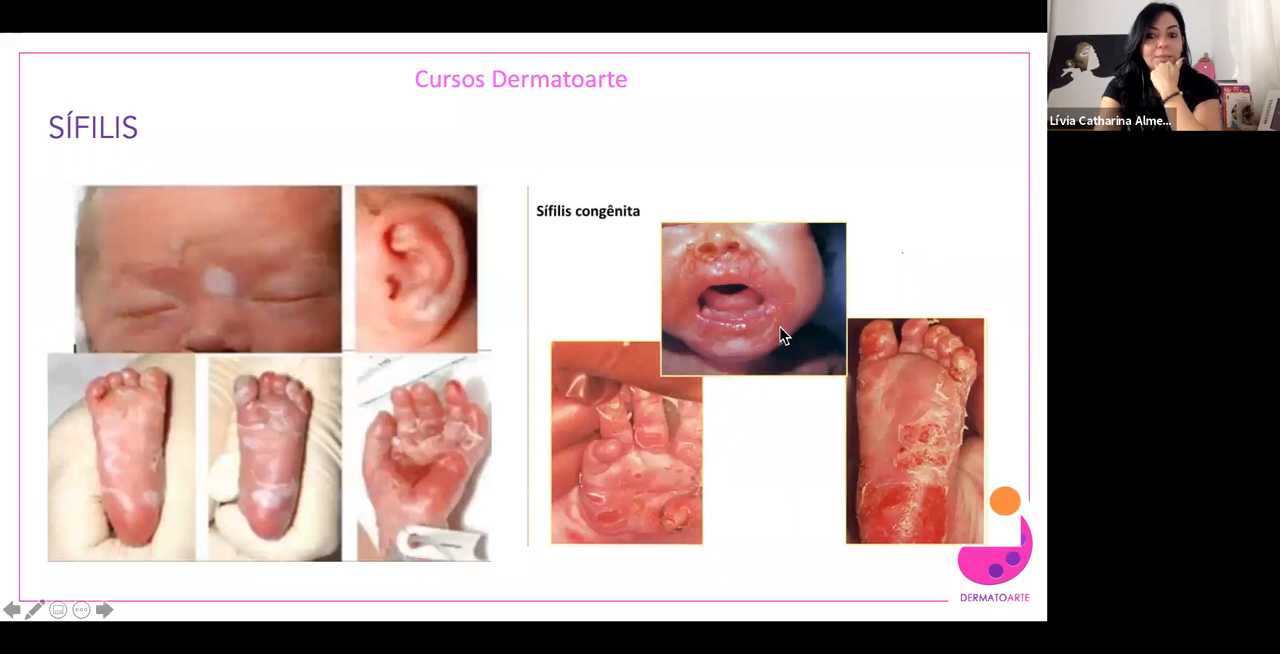 Cursos Dermatoarte
SÍFILIS
Sífilis congênita
DERMATOARTE
Lívia Catharina Alme...